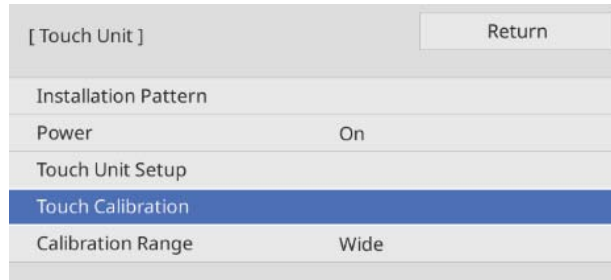 [ Touch Unit ] Return
Installation Pattern
Power On
Touch Unit Setup
Touch Calibration
Calibration Range Wide